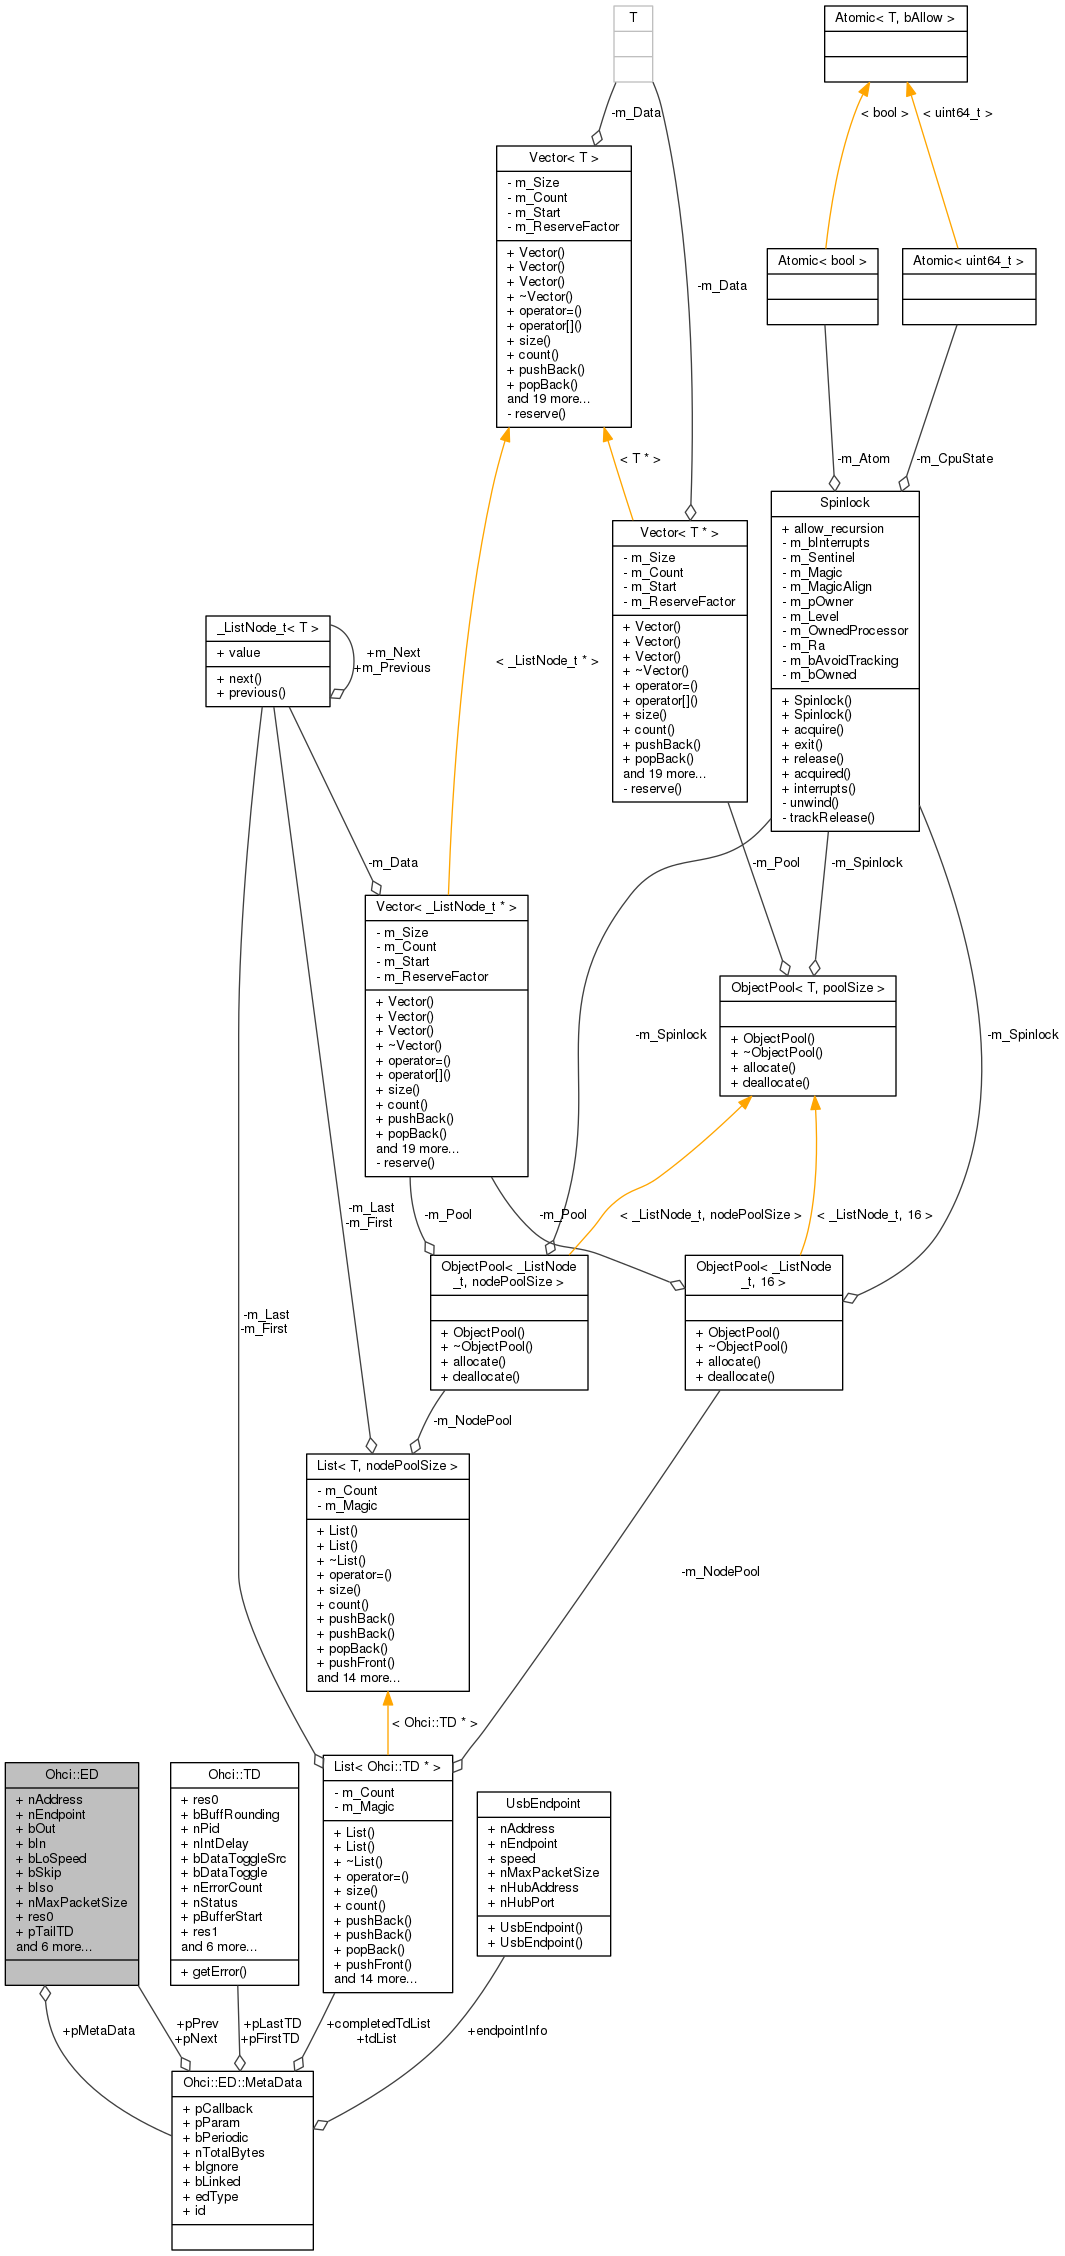 T
Atomic< T, bAllow >
-m_Data
< bool >
< uint64_t >
Vector< T >
- m_Size
- m_Count
- m_Start
- m_ReserveFactor
+ Vector()
+ Vector()
+ Vector()
+ ~Vector()
+ operator=()
+ operator[]()
+ size()
+ count()
+ pushBack()
+ popBack()
and 19 more...
- reserve()
-m_Data
Atomic< bool >
Atomic< uint64_t >
-m_Atom
-m_CpuState
< T * >
Vector< T * >
- m_Size
- m_Count
- m_Start
- m_ReserveFactor
+ Vector()
+ Vector()
+ Vector()
+ ~Vector()
+ operator=()
+ operator[]()
+ size()
+ count()
+ pushBack()
+ popBack()
and 19 more...
- reserve()
Spinlock
+ allow_recursion
- m_bInterrupts
- m_Sentinel
- m_Magic
- m_MagicAlign
- m_pOwner
- m_Level
- m_OwnedProcessor
- m_Ra
- m_bAvoidTracking
- m_bOwned
+ Spinlock()
+ Spinlock()
+ acquire()
+ exit()
+ release()
+ acquired()
+ interrupts()
- unwind()
- trackRelease()
_ListNode_t< T >
+ value
+ next()
+ previous()
+m_Next
+m_Previous
< _ListNode_t * >
-m_Data
-m_Pool
-m_Spinlock
Vector< _ListNode_t * >
- m_Size
- m_Count
- m_Start
- m_ReserveFactor
+ Vector()
+ Vector()
+ Vector()
+ ~Vector()
+ operator=()
+ operator[]()
+ size()
+ count()
+ pushBack()
+ popBack()
and 19 more...
- reserve()
ObjectPool< T, poolSize >
+ ObjectPool()
+ ~ObjectPool()
+ allocate()
+ deallocate()
-m_Spinlock
-m_Spinlock
-m_Last
-m_First
-m_Pool
-m_Pool
< _ListNode_t, nodePoolSize >
< _ListNode_t, 16 >
ObjectPool< _ListNode
_t, nodePoolSize >
+ ObjectPool()
+ ~ObjectPool()
+ allocate()
+ deallocate()
ObjectPool< _ListNode
_t, 16 >
+ ObjectPool()
+ ~ObjectPool()
+ allocate()
+ deallocate()
-m_Last
-m_First
-m_NodePool
List< T, nodePoolSize >
- m_Count
- m_Magic
+ List()
+ List()
+ ~List()
+ operator=()
+ size()
+ count()
+ pushBack()
+ pushBack()
+ popBack()
+ pushFront()
and 14 more...
-m_NodePool
< Ohci::TD * >
Ohci::ED
+ nAddress
+ nEndpoint
+ bOut
+ bIn
+ bLoSpeed
+ bSkip
+ bIso
+ nMaxPacketSize
+ res0
+ pTailTD
and 6 more...
Ohci::TD
+ res0
+ bBuffRounding
+ nPid
+ nIntDelay
+ bDataToggleSrc
+ bDataToggle
+ nErrorCount
+ nStatus
+ pBufferStart
+ res1
and 6 more...
+ getError()
List< Ohci::TD * >
- m_Count
- m_Magic
+ List()
+ List()
+ ~List()
+ operator=()
+ size()
+ count()
+ pushBack()
+ pushBack()
+ popBack()
+ pushFront()
and 14 more...
UsbEndpoint
+ nAddress
+ nEndpoint
+ speed
+ nMaxPacketSize
+ nHubAddress
+ nHubPort
+ UsbEndpoint()
+ UsbEndpoint()
+pMetaData
+pPrev
+pNext
+pLastTD
+pFirstTD
+completedTdList
+tdList
+endpointInfo
Ohci::ED::MetaData
+ pCallback
+ pParam
+ bPeriodic
+ nTotalBytes
+ bIgnore
+ bLinked
+ edType
+ id